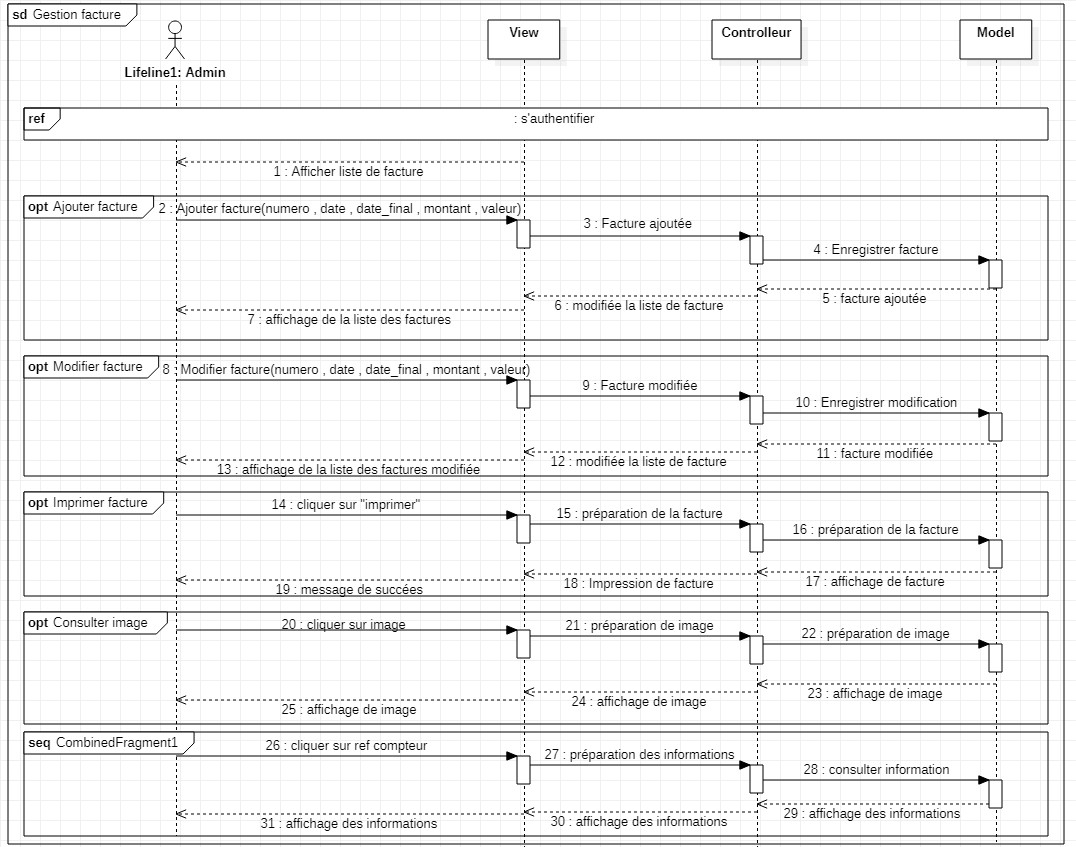 sd Gestion facture
View
Controlleur
Model
Lifeline1: Admin
ref
: s'authentifier
1 : Afficher liste de facture
opt Ajouter facture
2 : Ajouter facture(numero , date , date_final , montant , valeur)
3 : Facture ajoutée
4 : Enregistrer facture
5 : facture ajoutée
6 : modifiée la liste de facture
7 : affichage de la liste des factures
opt Modifier facture
8 : Modifier facture(numero , date , date_final , montant , valeur)
9 : Facture modifiée
10 : Enregistrer modification
11 : facture modifiée
12 : modifiée la liste de facture
13 : affichage de la liste des factures modifiée
opt Imprimer facture
14 : cliquer sur "imprimer"
15 : préparation de la facture
16 : préparation de la facture
17 : affichage de facture
18 : Impression de facture
19 : message de succées
opt Consulter image
20 : cliquer sur image
21 : préparation de image
22 : préparation de image
23 : affichage de image
24 : affichage de image
25 : affichage de image
seq CombinedFragment1
26 : cliquer sur ref compteur
27 : préparation des informations
28 : consulter information
29 : affichage des informations
30 : affichage des informations
31 : affichage des informations